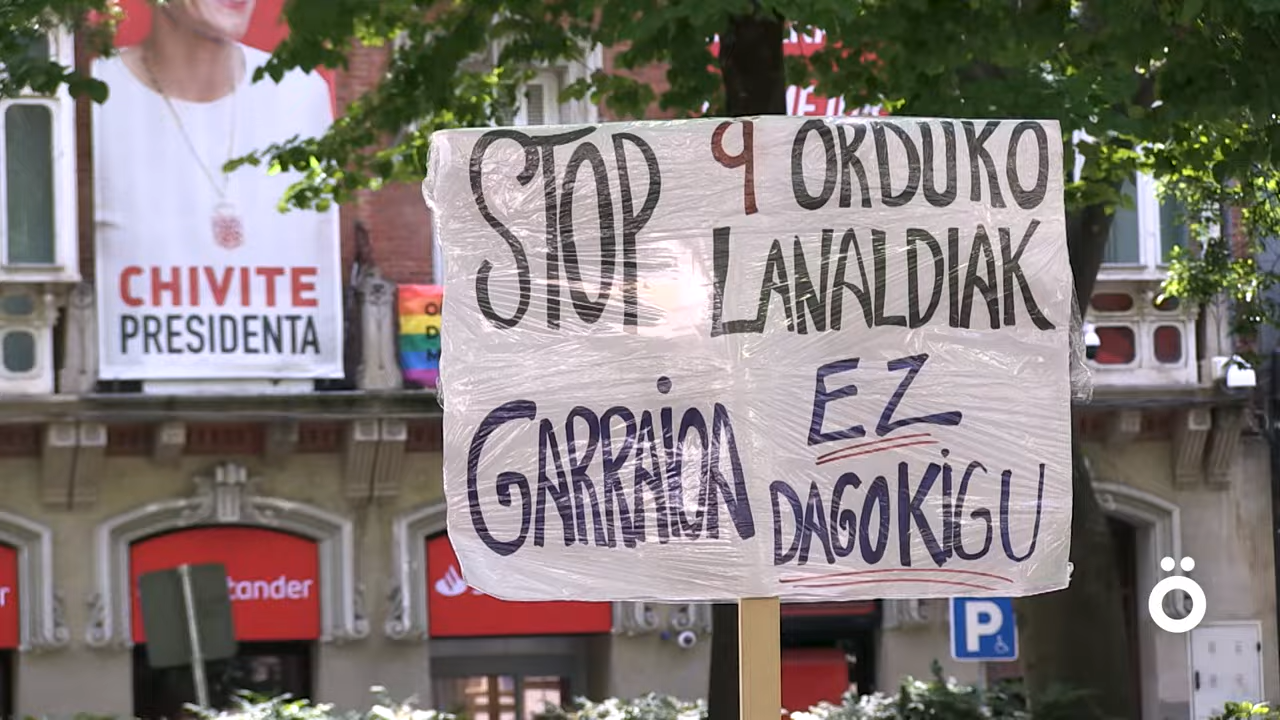 CHIVITE
PRESIDENTA
STOP 9 ORDUKO
LANALDIAK
GARRAIOA EZ
DAGOKIGU
tander
P
Ö